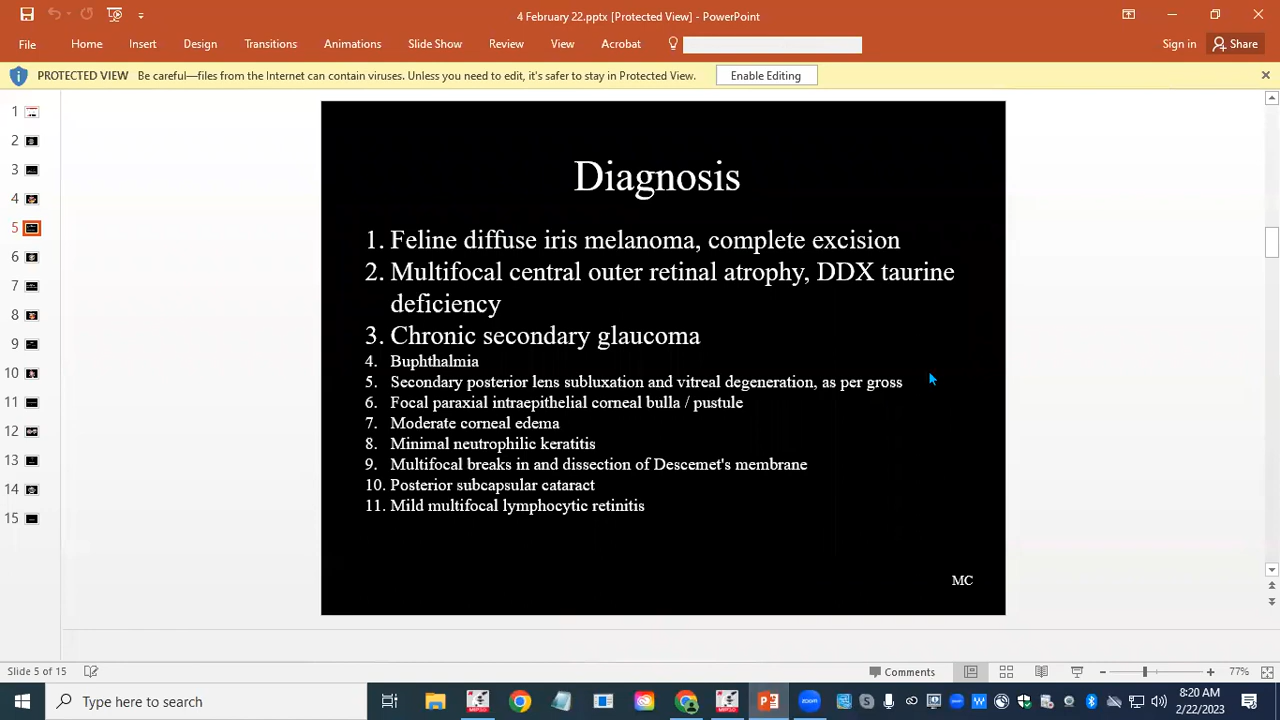 4 February 22.pptx [Protected View] - PowerPoint
File Home Insert Design Transitions Animations Slide Show Review View Acrobat Sign in Share
PROTECTED VIEW Be careful—files from the Internet can contain viruses. Unless you need to edit, it's safer to stay in Protected View. Enable Editing
1
2
3
4
5
6
7
8
9
10
11
12
13
14
15
Diagnosis
1. Feline diffuse iris melanoma, complete excision
2. Multifocal central outer retinal atrophy, DDX taurine
deficiency
3. Chronic secondary glaucoma
4. Buphthalmia
5. Secondary posterior lens subluxation and vitreal degeneration, as per gross
6. Focal paraxial intraepithelial corneal bulla / pustule
7. Moderate corneal edema
8. Minimal neutrophilic keratitis
9. Multifocal breaks in and dissection of Descemet's membrane
10. Posterior subcapsular cataract
11. Mild multifocal lymphocytic retinitis
MC
Slide 5 of 15 Comments 77%
Type here to search
8:20 AM
2/22/2023